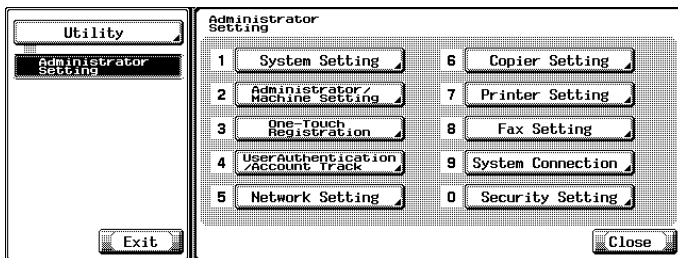 Utility
Administrator
Setting
Exit
Administrator
Setting
1 System Setting
2 Administrator/
Machine Setting
3 One-Touch
Registration
4 UserAuthentication
/Account Track
5 Network Setting
6 Copier Setting
7 Printer Setting
8 Fax Setting
9 System Connection
0 Security Setting
Close